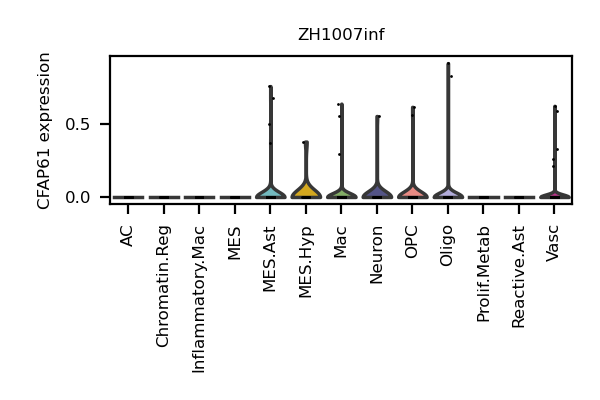 ZH1007inf
CFAP61 expression
0.5
0.0
AC
Chromatin.Reg
Inflammatory.Mac
MES
MES.Ast
MES.Hyp
Mac
Neuron
OPC
Oligo
Prolif.Metab
Reactive.Ast
Vasc